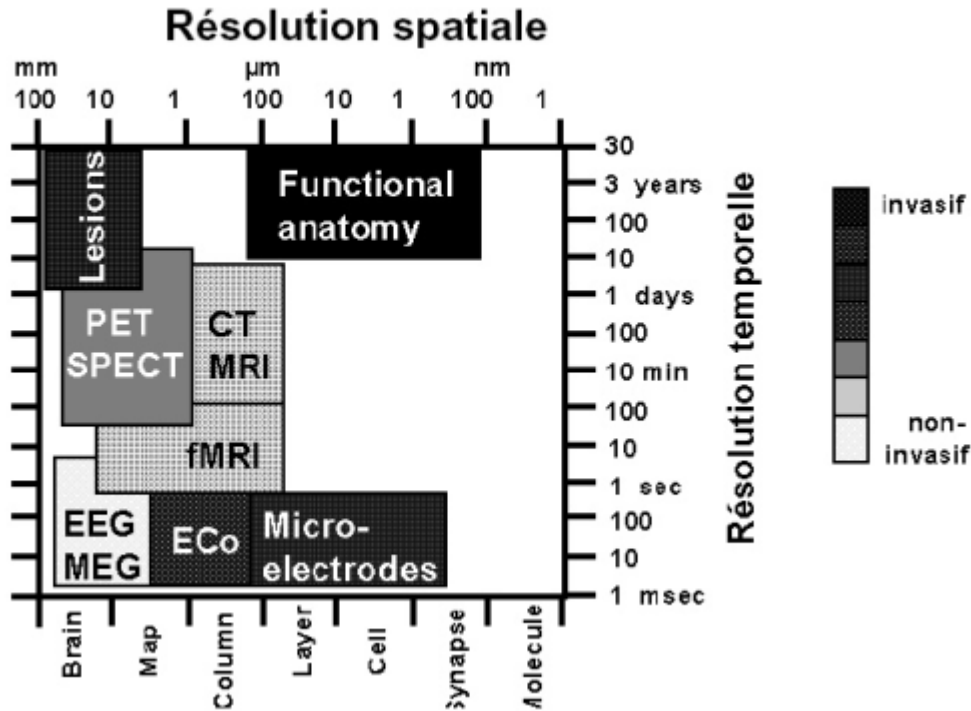 Résolution spatiale
mm µm nm
100 10 1 100 10 1 100 1
30
3 years
100
10
1 days
100
10 min
100
10
1 sec
100
10
1 msec
Résolution temporelle
invasif
non-
invasif
Lesions
Functional
anatomy
PET
SPECT
CT
MRI
fMRI
EEG
MEG
ECo
Micro-
electrodes
Brain
Map
Column
Layer
Cell
Synapse
Molecule